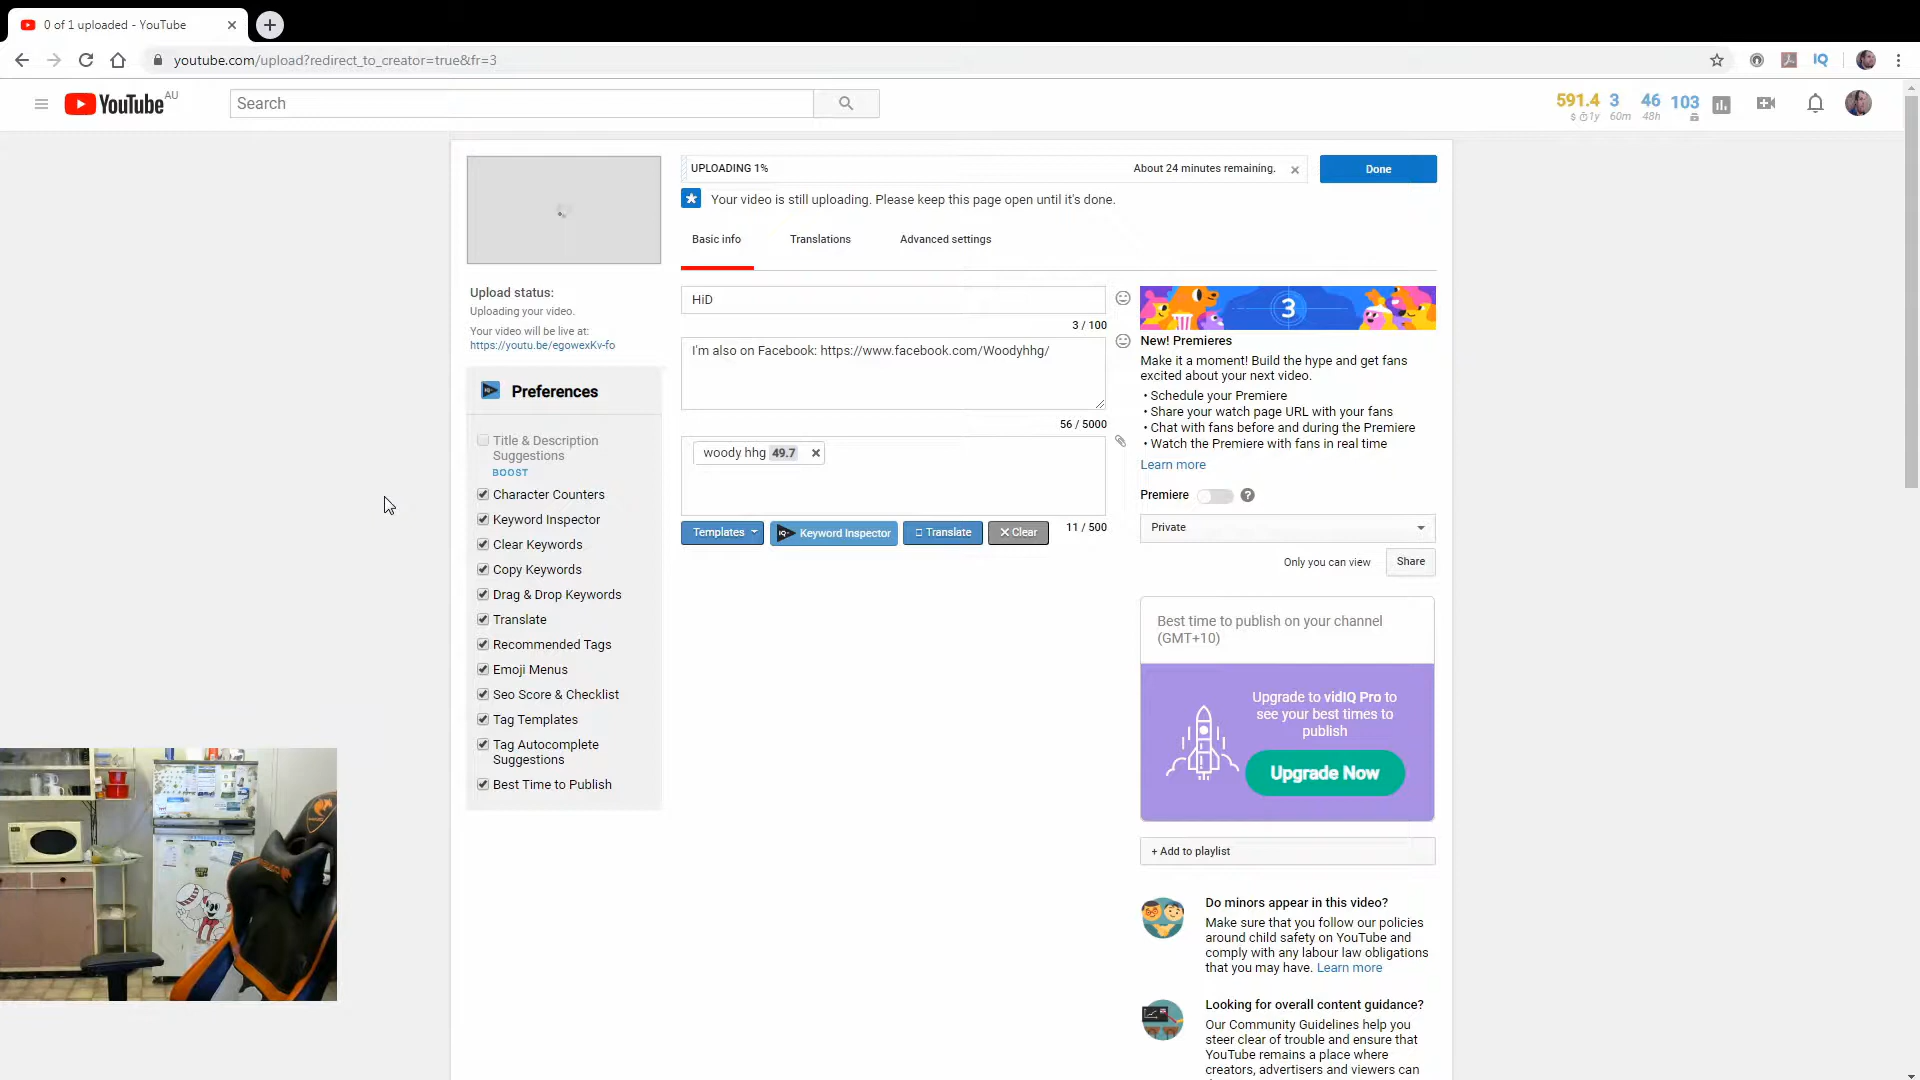 0 of 1 uploaded - YouTube
youtube.com/upload?redirect_to_creator=true&fr=3
IQ
YouTube AU
Search
591.4 3 46 103
1y 60m 48h
UPLOADING 1%
About 24 minutes remaining.
Done
Your video is still uploading. Please keep this page open until it's done.
Basic info
Translations
Advanced settings
Upload status:
Uploading your video.
Your video will be live at:
https://youtu.be/egowexKv-fo
HiD
3 / 100
I'm also on Facebook: https://www.facebook.com/Woodyhhg/
56 / 5000
woody hhg 49.7
Templates
Keyword Inspector
Translate
Clear
11 / 500
Preferences
Title & Description
Suggestions
BOOST
Character Counters
Keyword Inspector
Clear Keywords
Copy Keywords
Drag & Drop Keywords
Translate
Recommended Tags
Emoji Menus
Seo Score & Checklist
Tag Templates
Tag Autocomplete
Suggestions
Best Time to Publish
3
New! Premieres
Make it a moment! Build the hype and get fans
excited about your next video.
• Schedule your Premiere
• Share your watch page URL with your fans
• Chat with fans before and during the Premiere
• Watch the Premiere with fans in real time
Learn more
Premiere
Private
Only you can view
Share
Best time to publish on your channel
(GMT+10)
Upgrade to vidIQ Pro to
see your best times to
publish
Upgrade Now
+ Add to playlist
Do minors appear in this video?
Make sure that you follow our policies
around child safety on YouTube and
comply with any labour law obligations
that you may have. Learn more
Looking for overall content guidance?
Our Community Guidelines help you
steer clear of trouble and ensure that
YouTube remains a place where
creators, advertisers and viewers can